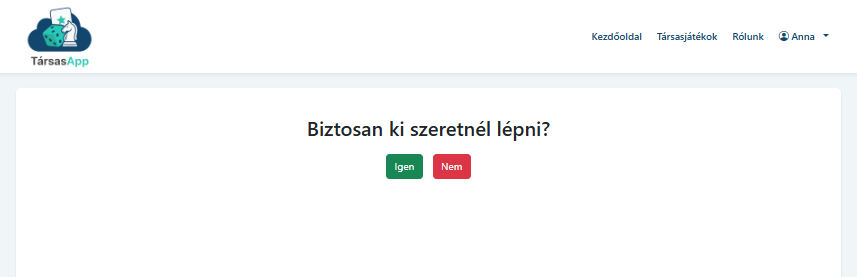 TársasApp
Kezdőoldal Társasjátékok Rólunk Anna
Biztosan ki szeretnél lépni?
Igen Nem